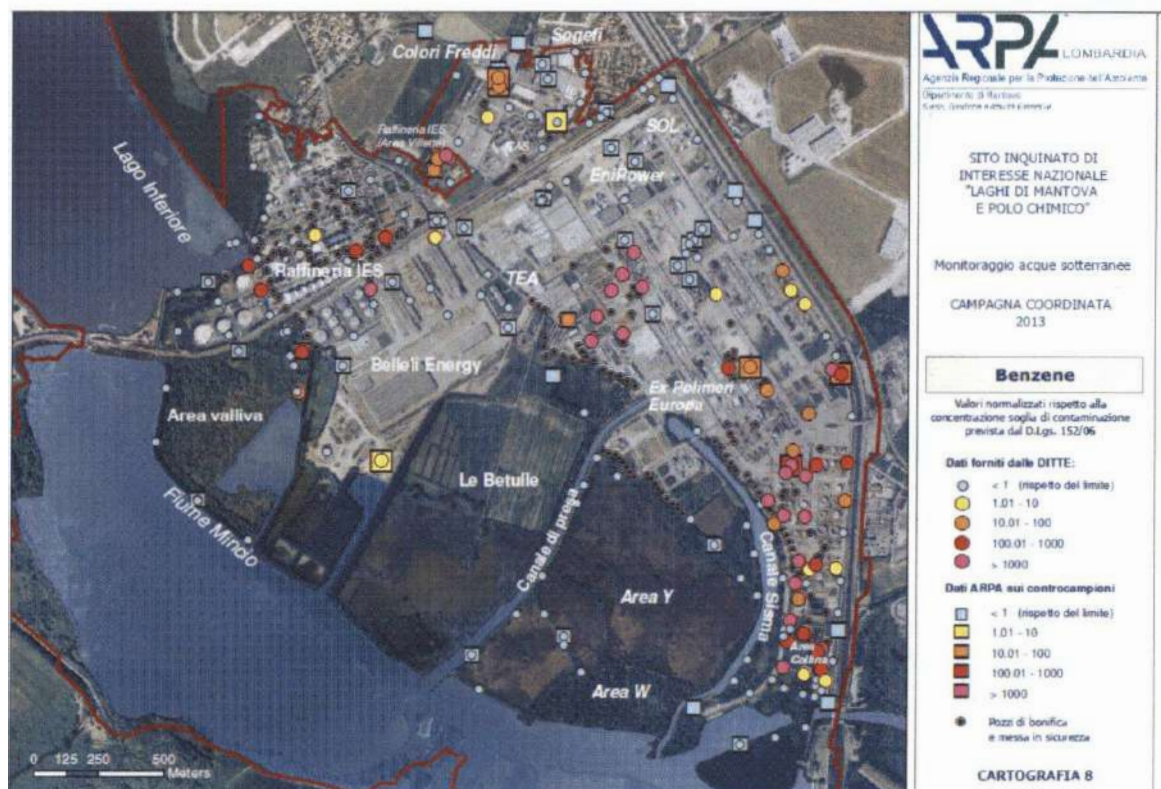 Colori Freddi
Sogefi
Lago Inferiore
Raffineria IES
(Area Villette)
SOL
EniPower
Raffineria IES
TEA
Belleli Energy
Ex Polimeri
Europa
Area valliva
Le Betulle
Fiume Mincio
Canale di presa
Canale Sisma
Area Y
Area
Collina
Area W
0 125 250 500
Meters
ARPA LOMBARDIA
Agenzia Regionale per la Protezione dell'Ambiente
Dipartimento di Mantova
SITO INQUINATO DI
INTERESSE NAZIONALE
"LAGHI DI MANTOVA
E POLO CHIMICO"
Monitoraggio acque sotterranee
CAMPAGNA COORDINATA
2013
Benzene
Valori normalizzati rispetto alla
concentrazione soglia di contaminazione
prevista dal D.Lgs. 152/06
Dati forniti dalle DITTE:
< 1 (rispetto del limite)
1.01 - 10
10.01 - 100
100.01 - 1000
> 1000
Dati ARPA sui controcampioni
< 1 (rispetto del limite)
1.01 - 10
10.01 - 100
100.01 - 1000
> 1000
Pozzi di bonifica
e messa in sicurezza
CARTOGRAFIA 8